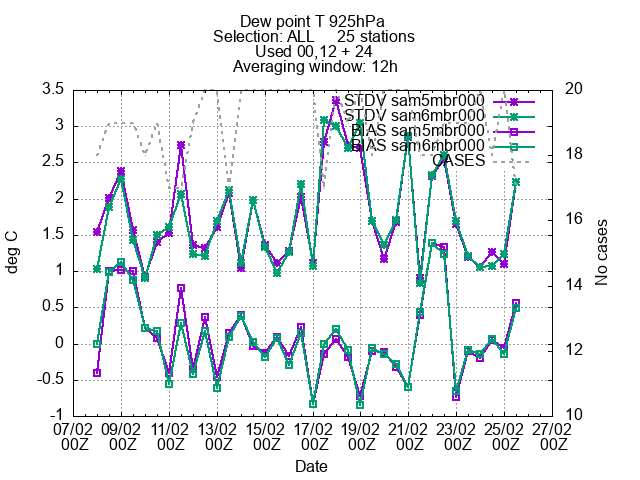 Dew point T 925hPa
Selection: ALL 25 stations
Used 00,12 + 24
Averaging window: 12h
3.5
3
2.5
2
1.5
1
0.5
0
-0.5
-1
deg C
20
18
16
14
12
10
No cases
STDV sam5mbr000
STDV sam6mbr000
BIAS sam5mbr000
BIAS sam6mbr000
CASES
07/02 09/02 11/02 13/02 15/02 17/02 19/02 21/02 23/02 25/02 27/02
00Z 00Z 00Z 00Z 00Z 00Z 00Z 00Z 00Z 00Z 00Z
Date